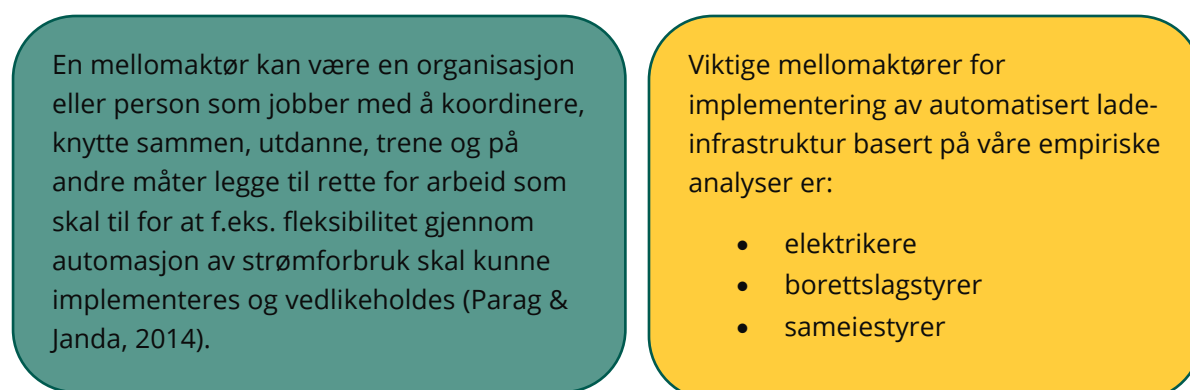 En mellomaktør kan være en organisasjon
eller person som jobber med å koordinere,
knytte sammen, utdanne, trene og på
andre måter legge til rette for arbeid som
skal til for at f.eks. fleksibilitet gjennom
automasjon av strømforbruk skal kunne
implementeres og vedlikeholdes (Parag &
Janda, 2014).
Viktige mellomaktører for
implementering av automatisert lade-
infrastruktur basert på våre empiriske
analyser er:
• elektrikere
• borettslagstyrer
• sameiestyrer